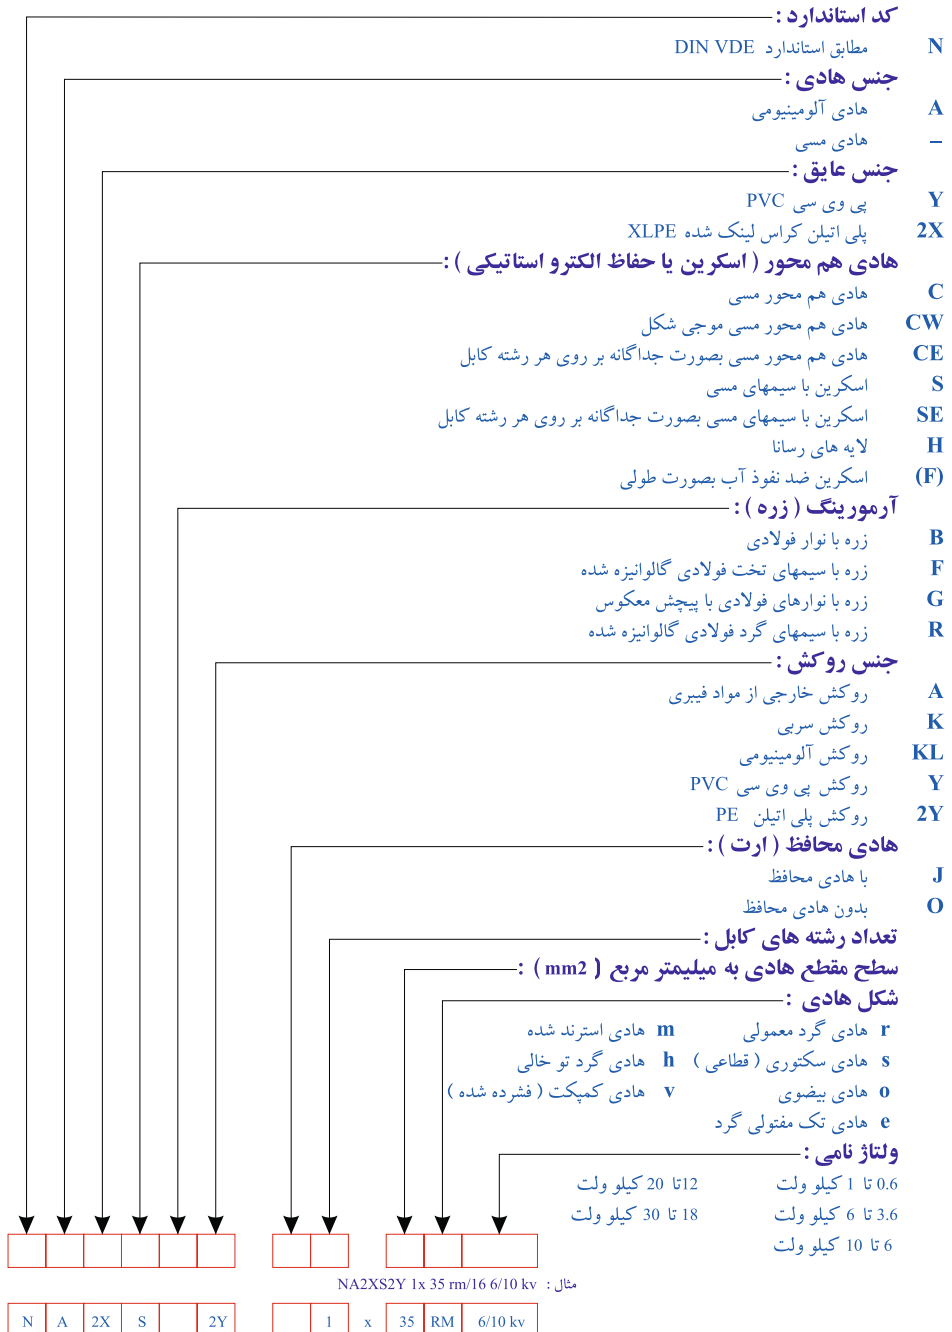 کد استاندارد :
N مطابق استاندارد DIN VDE
جنس هادی :
A هادی آلومینیومی
– هادی مسی
جنس عایق :
Y پی وی سی PVC
2X پلی اتیلن کراس لینک شده XLPE
هادی هم محور ( اسکرین یا حفاظ الکترو استاتیکی ) :
C هادی هم محور مسی
CW هادی هم محور مسی موجی شکل
CE هادی هم محور مسی بصورت جداگانه بر روی هر رشته کابل
S اسکرین با سیمهای مسی
SE اسکرین با سیمهای مسی بصورت جداگانه بر روی هر رشته کابل
H لایه های رسانا
(F) اسکرین ضد نفوذ آب بصورت طولی
آرمورینگ ( زره ) :
B زره با نوار فولادی
F زره با سیمهای تخت فولادی گالوانیزه شده
G زره با نوارهای فولادی با پیچش معکوس
R زره با سیمهای گرد فولادی گالوانیزه شده
جنس روکش :
A روکش خارجی از مواد فیبری
K روکش سربی
KL روکش آلومینیومی
Y روکش پی وی سی PVC
2Y روکش پلی اتیلن PE
هادی محافظ ( ارت ) :
J با هادی محافظ
O بدون هادی محافظ
تعداد رشته های کابل :
سطح مقطع هادی به میلیمتر مربع ( mm2 ) :
شکل هادی :
r هادی گرد معمولی m هادی استرند شده
s هادی سکتوری ( قطاعی ) h هادی گرد تو خالی
o هادی بیضوی v هادی کمپکت ( فشرده شده )
e هادی تک مفتولی گرد
ولتاژ نامی :
0.6 تا 1 کیلو ولت 12تا 20 کیلو ولت
3.6 تا 6 کیلو ولت 18 تا 30 کیلو ولت
6 تا 10 کیلو ولت
مثال : NA2XS2Y 1x 35 rm/16 6/10 kv
N A 2X S 2Y 1 x 35 RM 6/10 kv